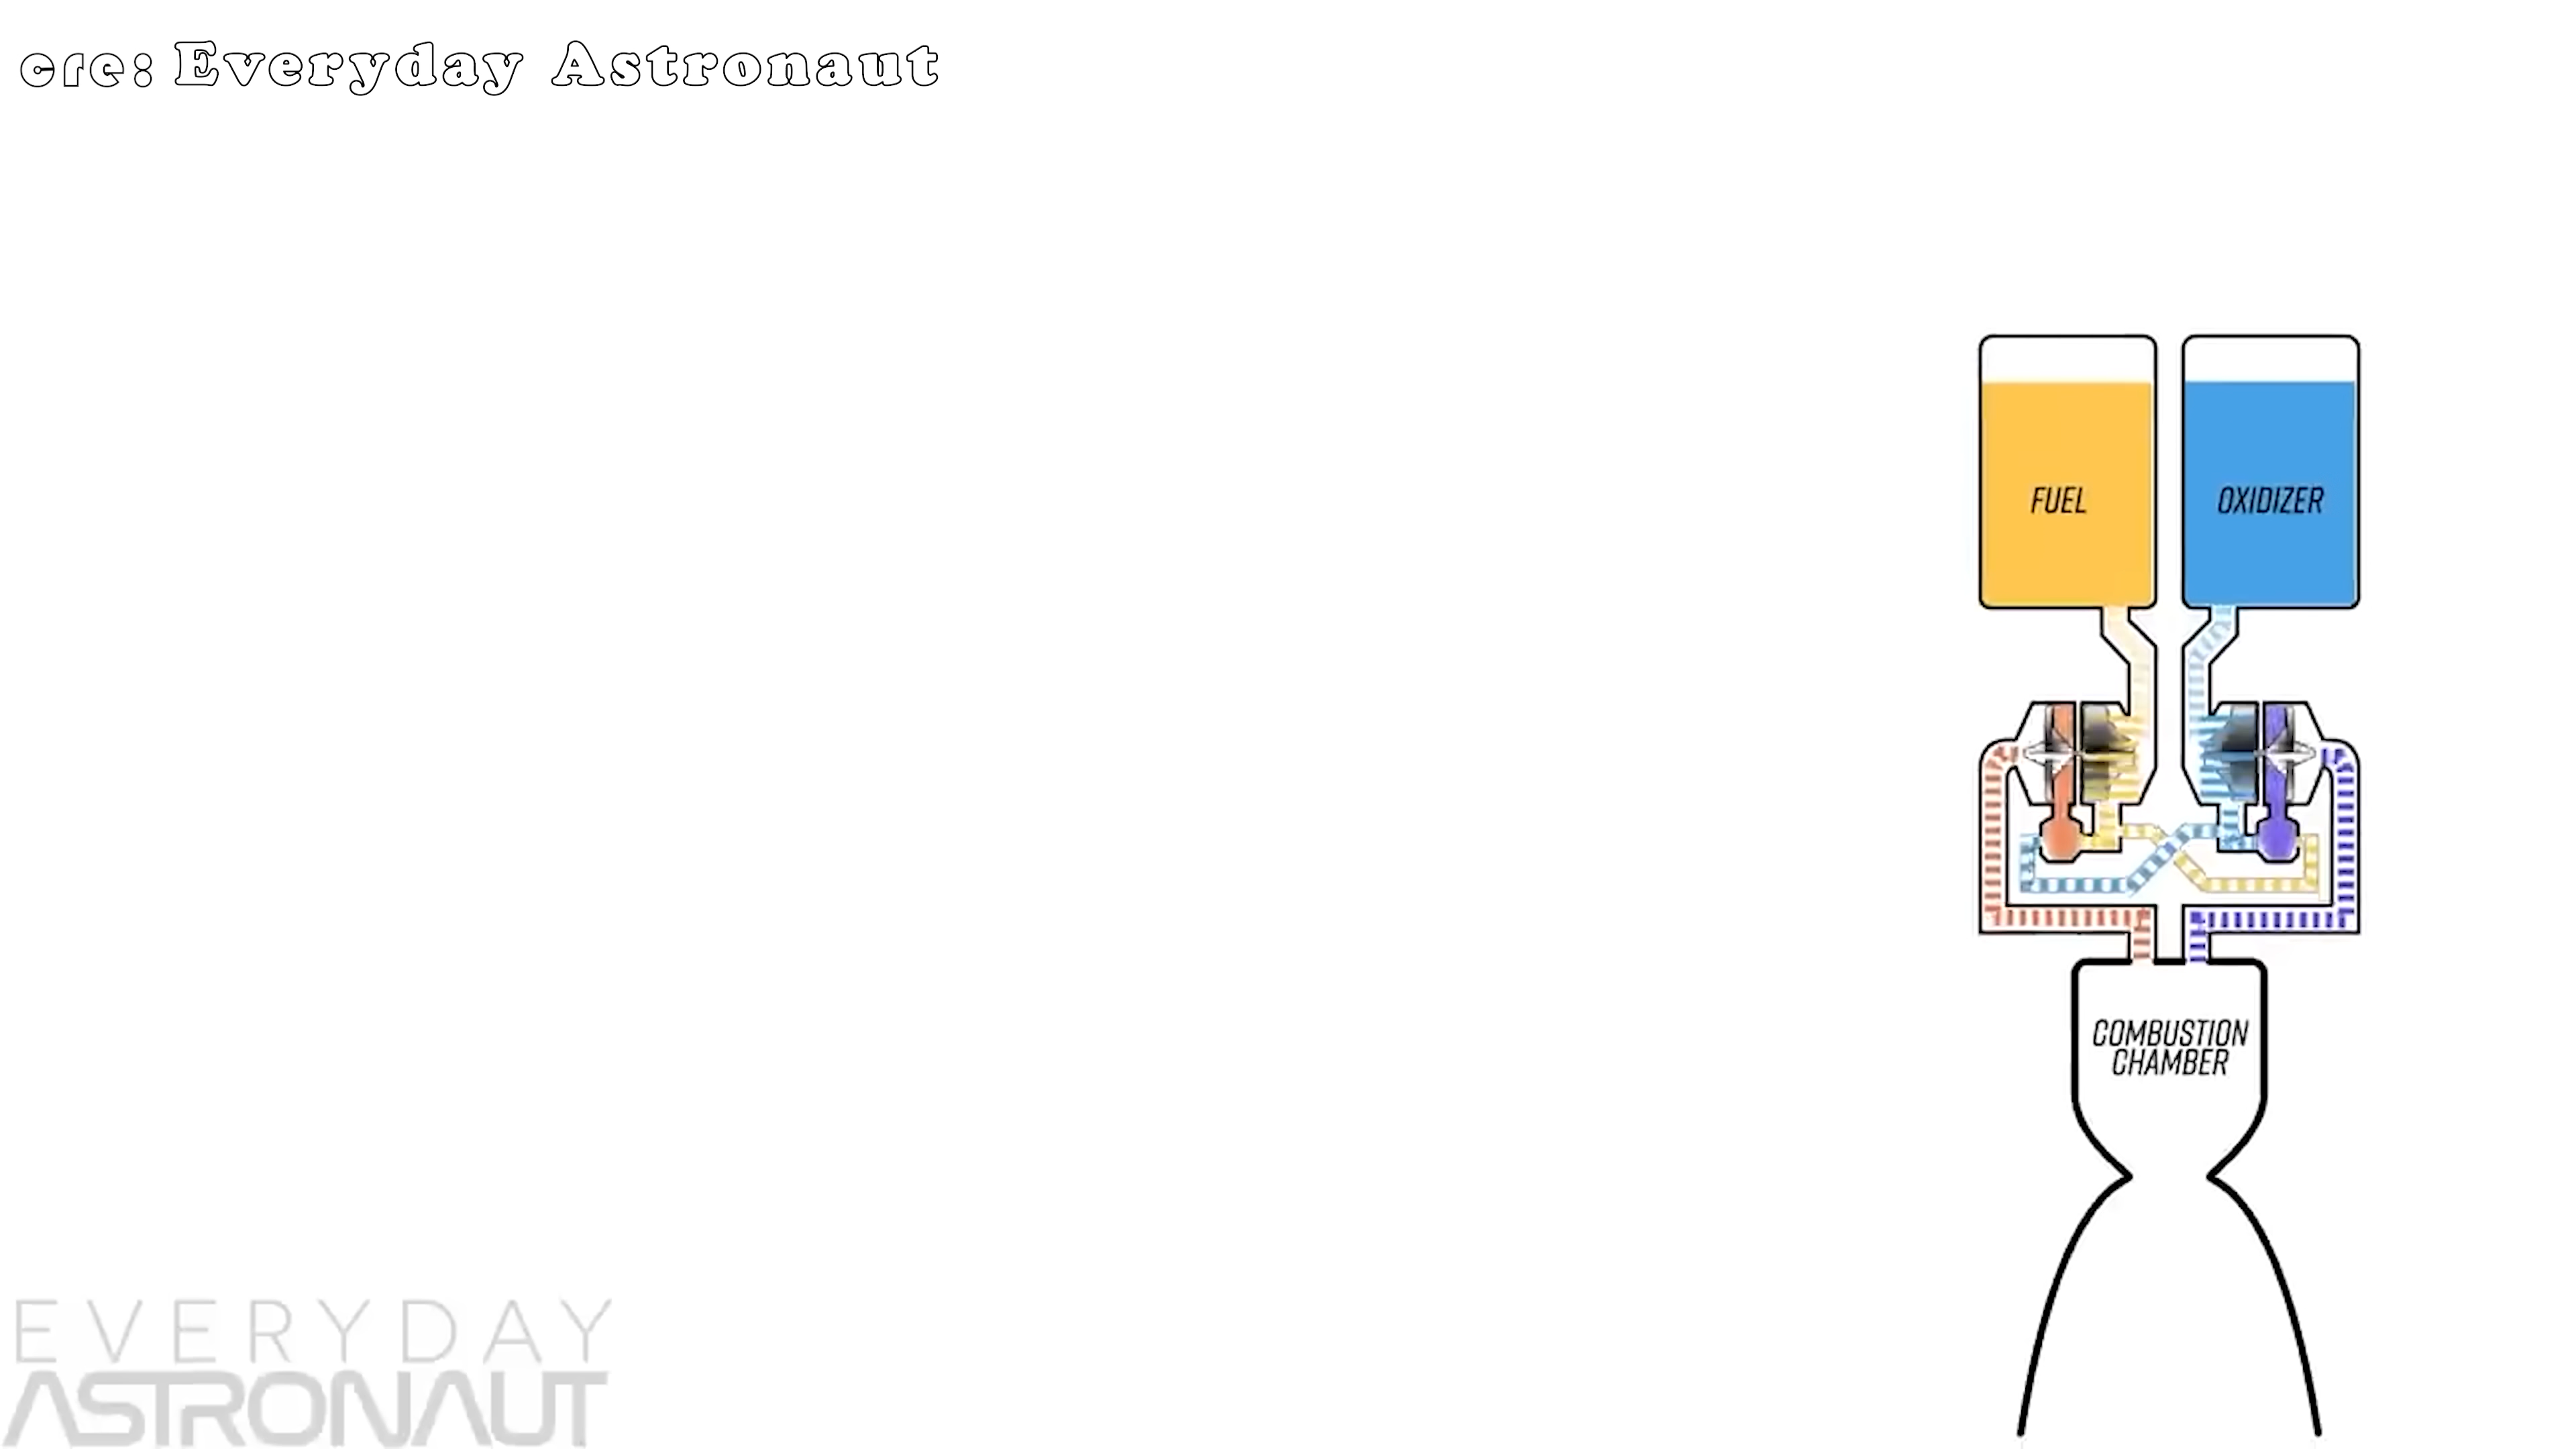 cre: Everyday Astronaut
FUEL
OXIDIZER
COMBUSTION
CHAMBER
EVERYDAY
ASTRONAUT